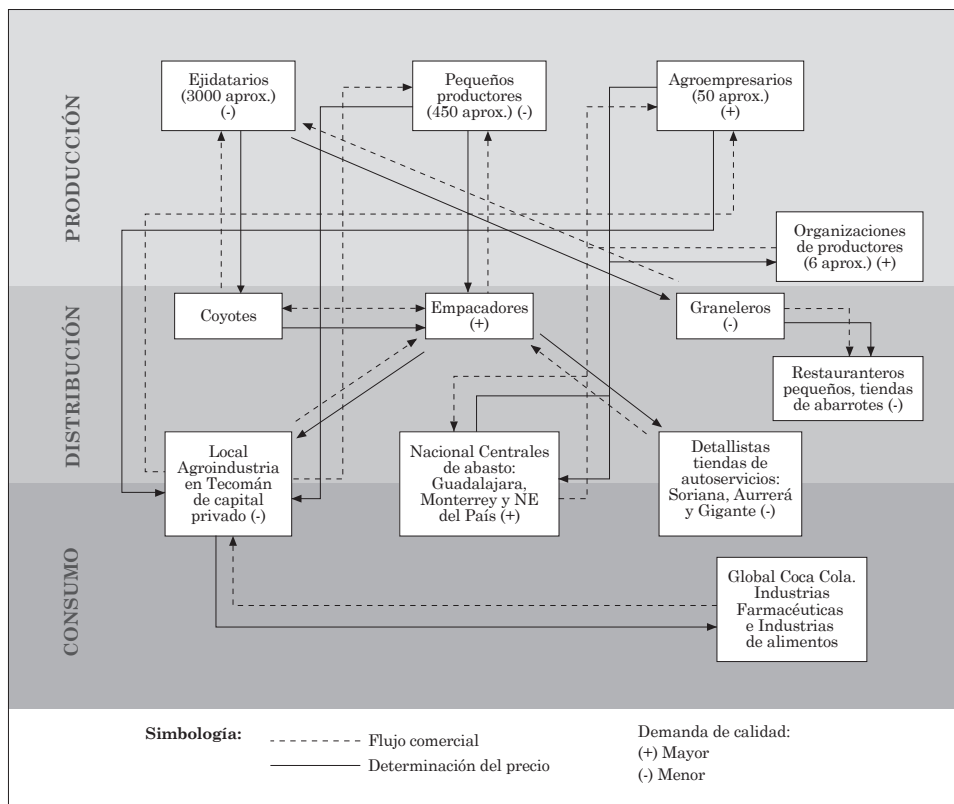 PRODUCCIÓN
Ejidatarios
(3000 aprox.)
(-)
Pequeños
productores
(450 aprox.) (-)
Agroempresarios
(50 aprox.)
(+)
Organizaciones
de productores
(6 aprox.) (+)
DISTRIBUCIÓN
Coyotes
Empacadores
(+)
Graneleros
(-)
Restauranteros
pequeños, tiendas
de abarrotes (-)
Local
Agroindustria
en Tecomán
de capital
privado (-)
Nacional Centrales
de abasto:
Guadalajara,
Monterrey y NE
del País (+)
Detallistas
tiendas de
autoservicios:
Soriana, Aurrerá
y Gigante (-)
CONSUMO
Global Coca Cola.
Industrias
Farmacéuticas
e Industrias
de alimentos
Simbología:
Flujo comercial
Determinación del precio
Demanda de calidad:
(+) Mayor
(-) Menor